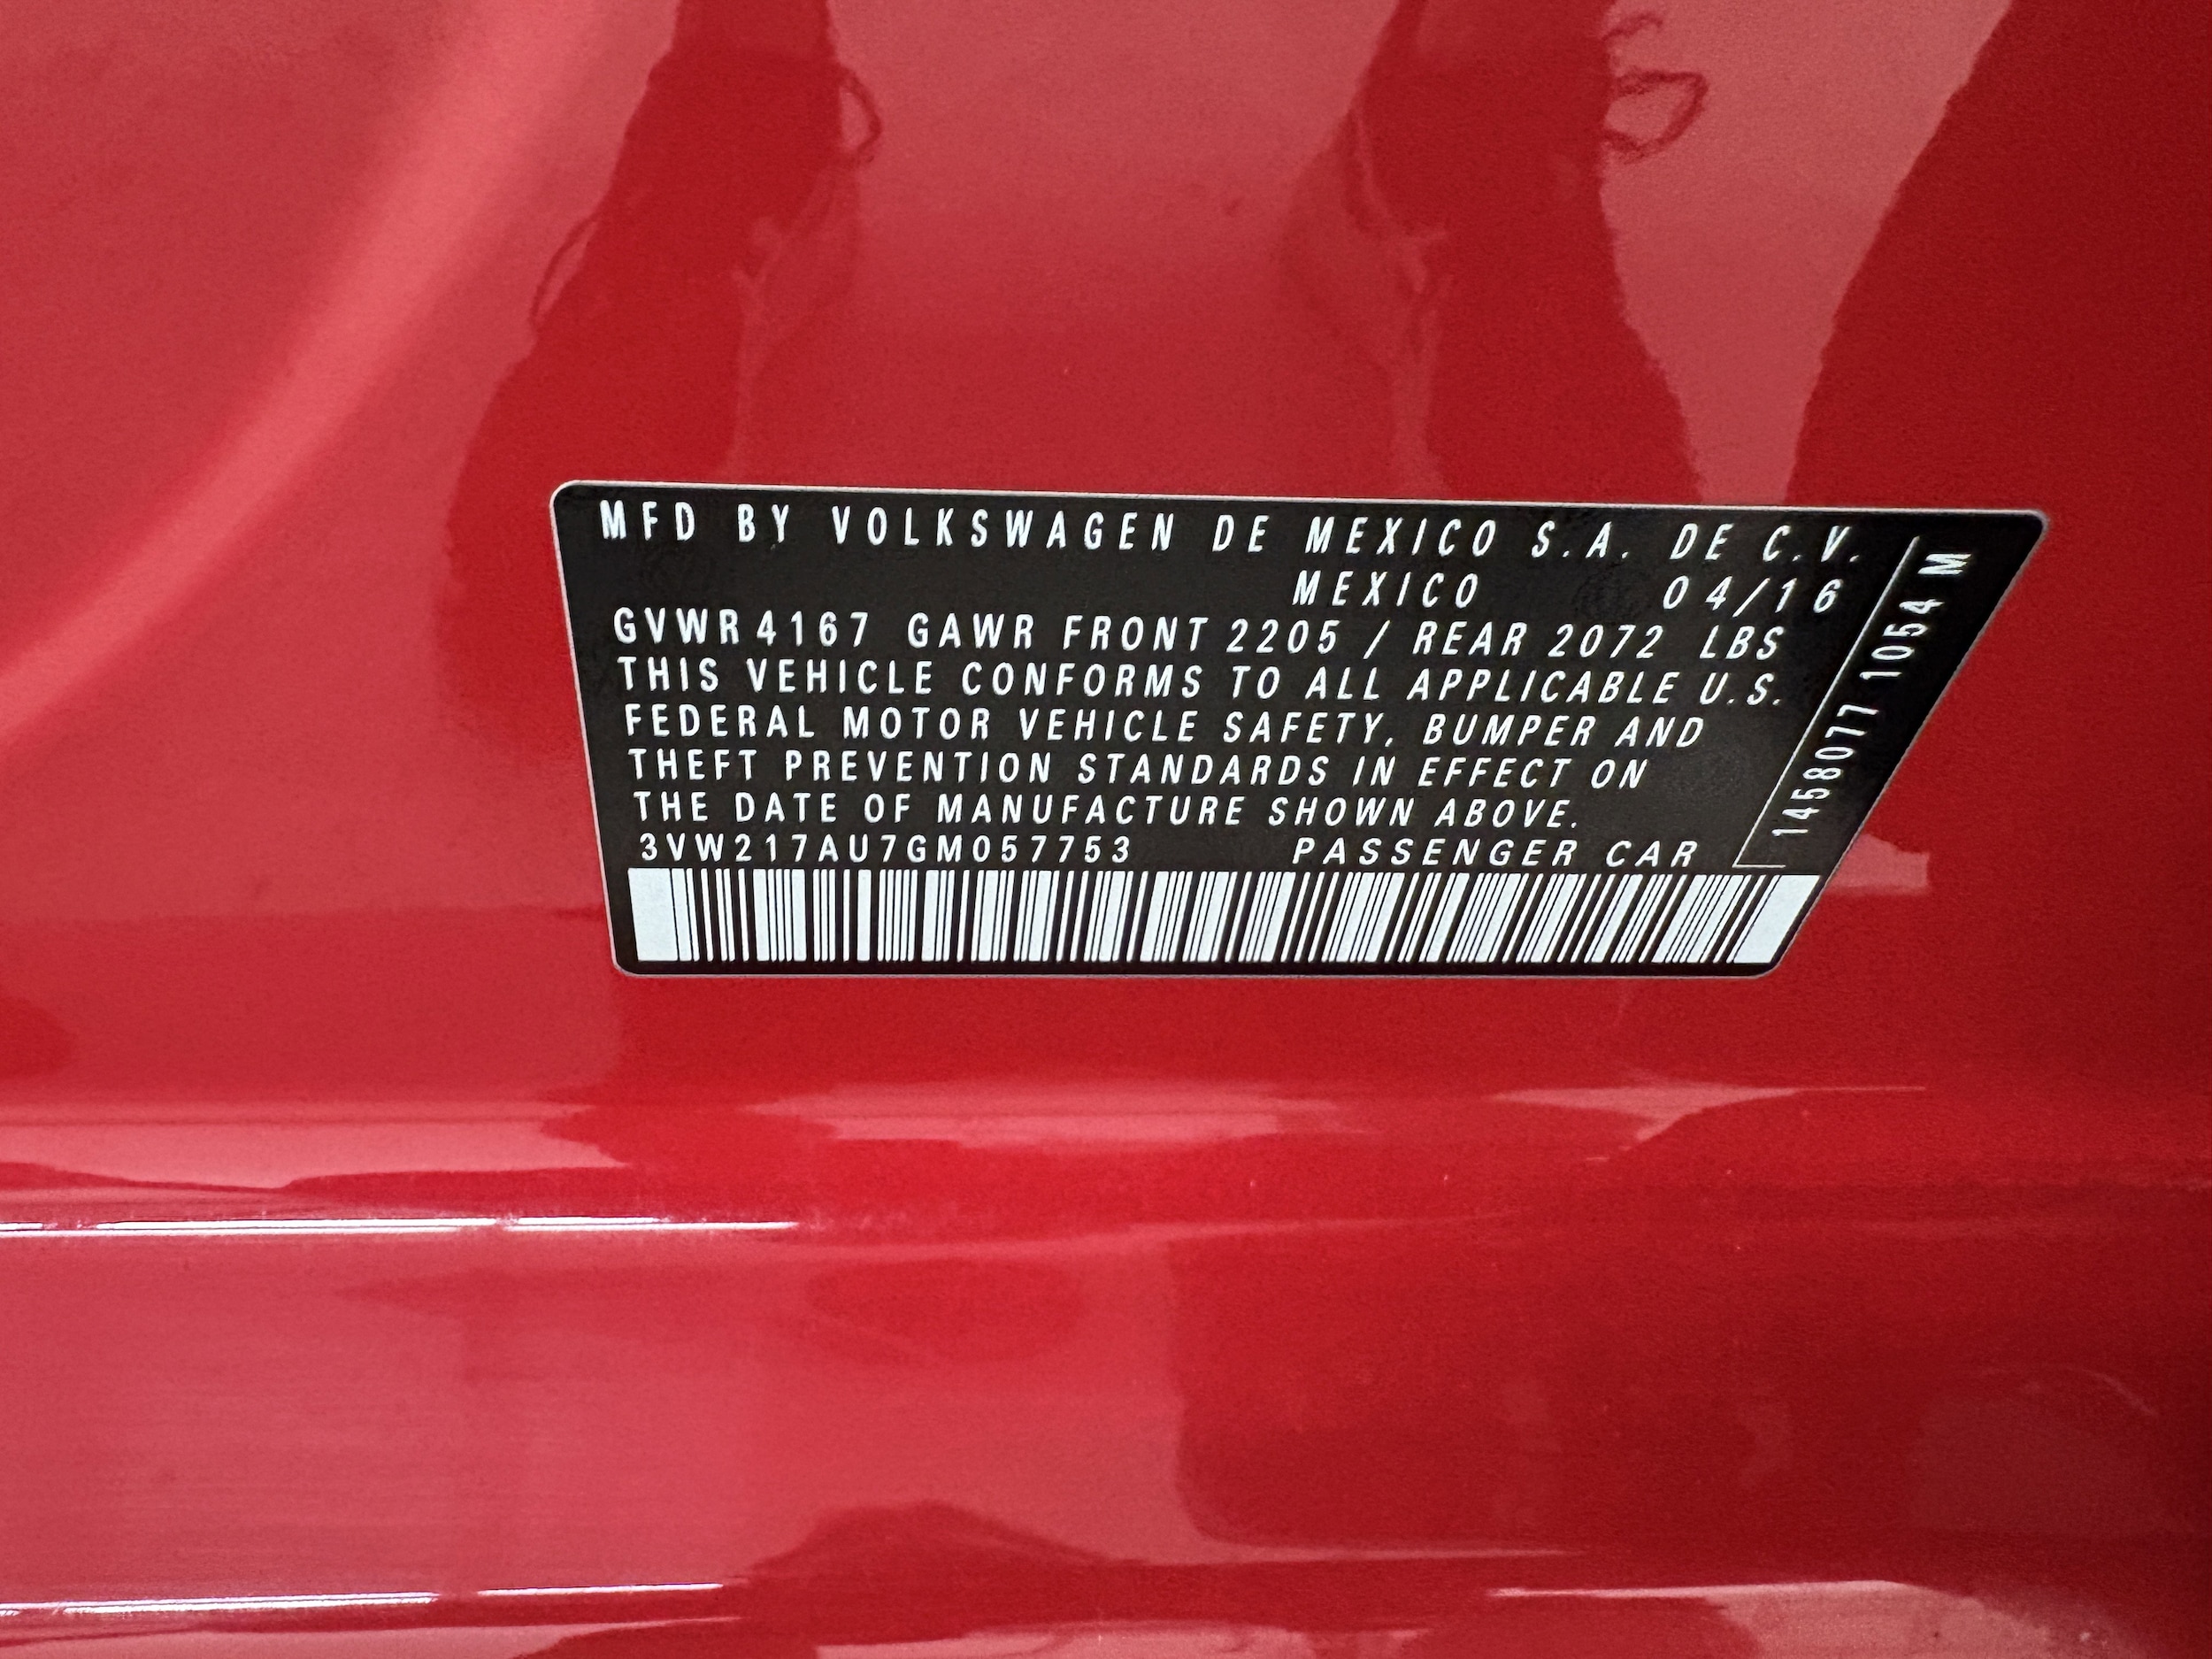 MFD BY VOLKSWAGEN DE MEXICO S.A. DE C.V.
MEXICO 04/16
GVWR 4167 GAWR FRONT 2205 / REAR 2072 LBS
THIS VEHICLE CONFORMS TO ALL APPLICABLE U.S.
FEDERAL MOTOR VEHICLE SAFETY, BUMPER AND
THEFT PREVENTION STANDARDS IN EFFECT ON
THE DATE OF MANUFACTURE SHOWN ABOVE.
3VW217AU7GM057753 PASSENGER CAR
1458077 1054 M